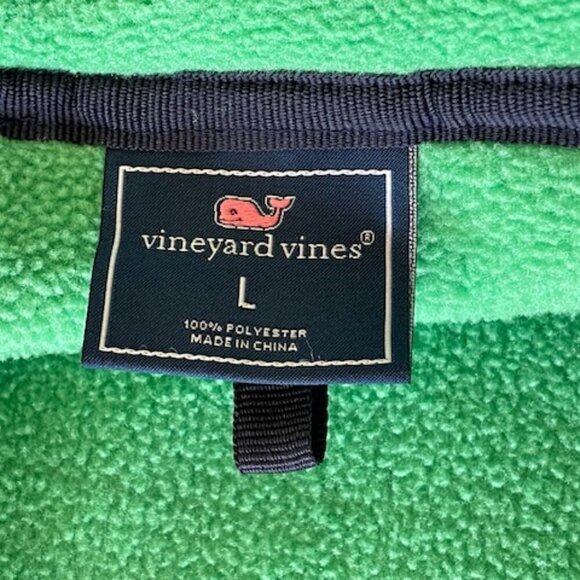 vineyard vines®
L
100% POLYESTER
MADE IN CHINA